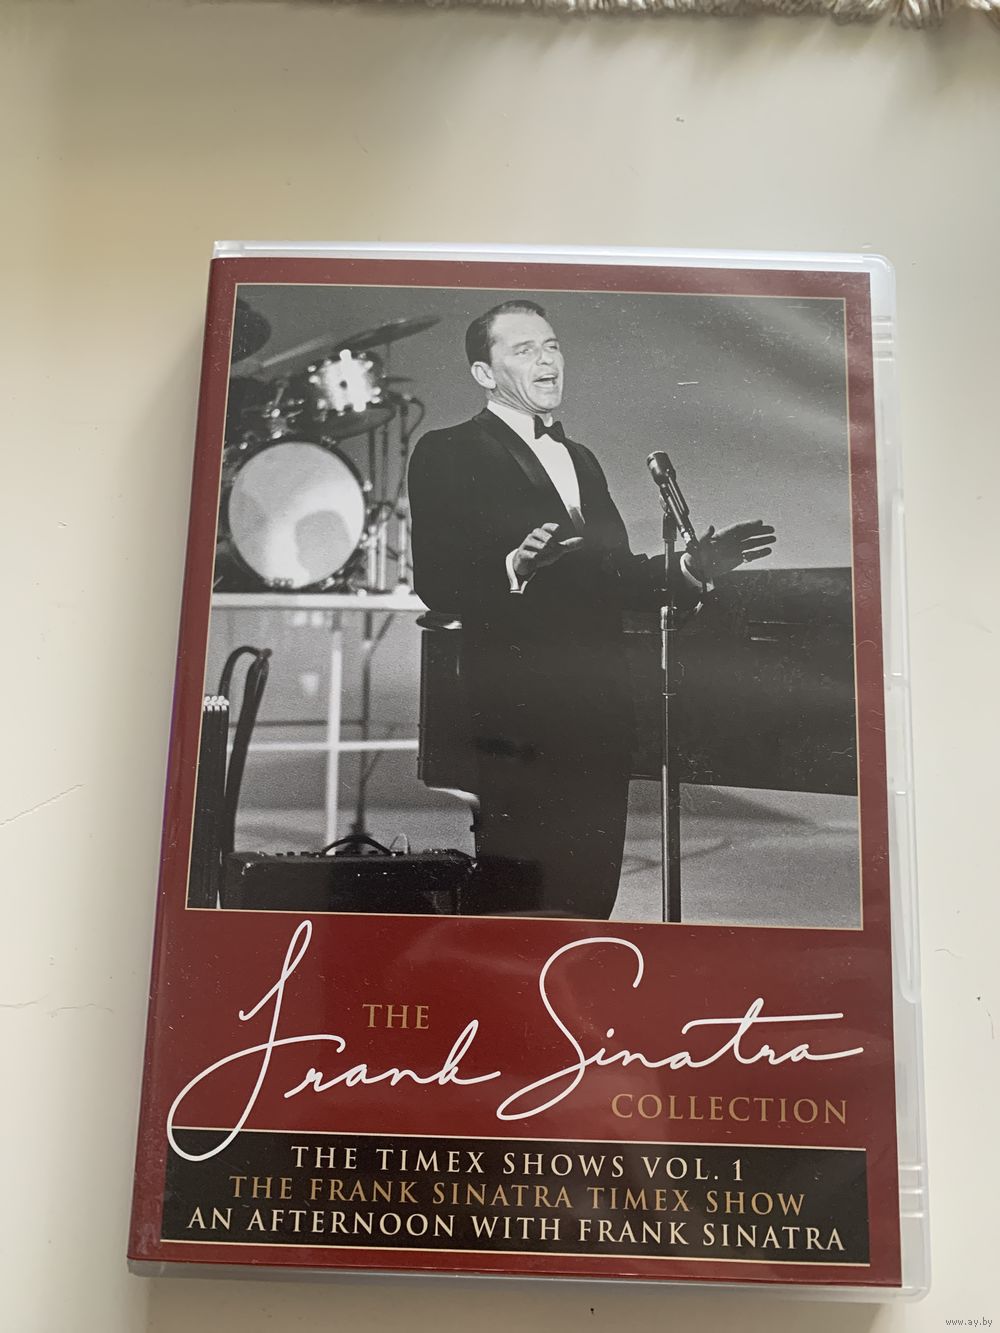 THE
Frank Sinatra
COLLECTION
THE TIMEX SHOWS VOL. 1
THE FRANK SINATRA TIMEX SHOW
AN AFTERNOON WITH FRANK SINATRA
www.ay.by